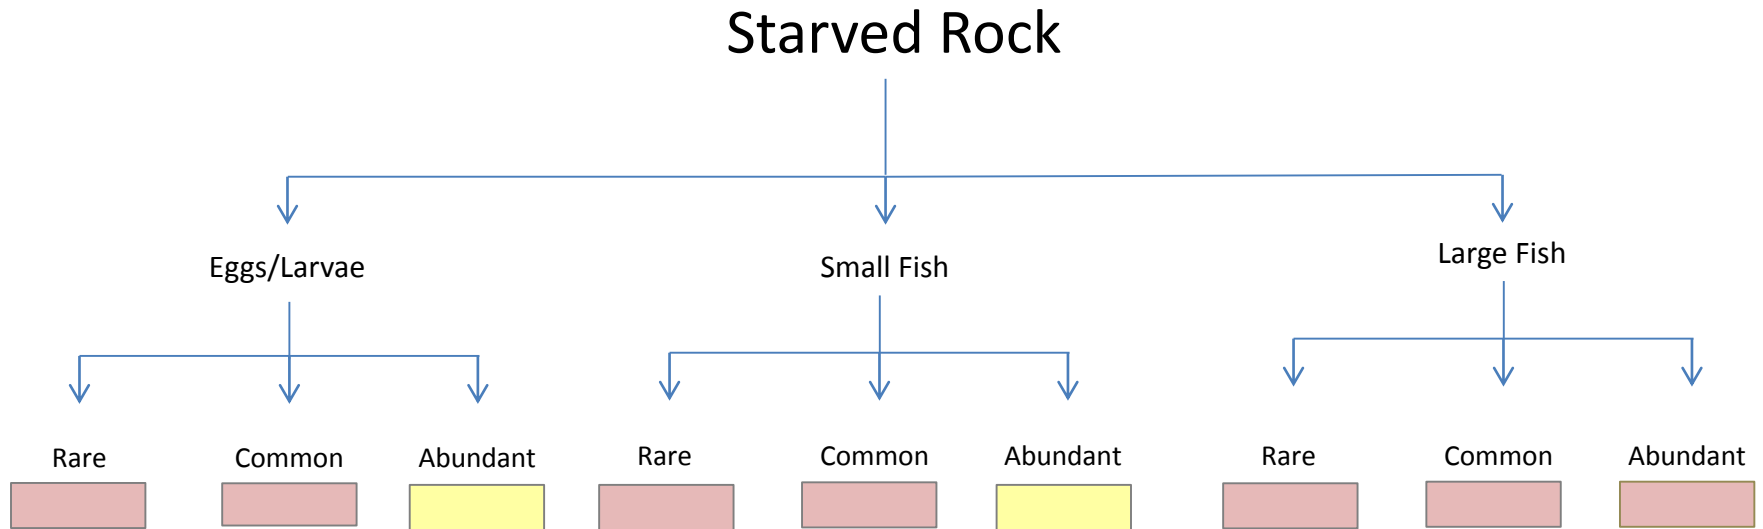 Starved Rock
Eggs/Larvae
Small Fish
Large Fish
Rare
Common
Abundant
Rare
Common
Abundant
Rare
Common
Abundant